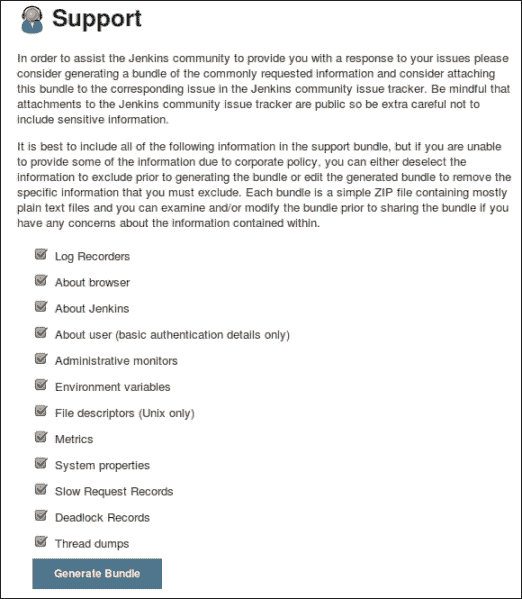 Support
In order to assist the Jenkins community to provide you with a response to your issues please
consider generating a bundle of the commonly requested information and consider attaching
this bundle to the corresponding issue in the Jenkins community issue tracker. Be mindful that
attachments to the Jenkins community issue tracker are public so be extra careful not to
include sensitive information.
It is best to include all of the following information in the support bundle, but if you are unable
to provide some of the information due to corporate policy, you can either deselect the
information to exclude prior to generating the bundle or edit the generated bundle to remove the
specific information that you must exclude. Each bundle is a simple ZIP file containing mostly
plain text files and you can examine and/or modify the bundle prior to sharing the bundle if you
have any concerns about the information contained within.
Log Recorders
About browser
About Jenkins
About user (basic authentication details only)
Administrative monitors
Environment variables
File descriptors (Unix only)
Metrics
System properties
Slow Request Records
Deadlock Records
Thread dumps
Generate Bundle